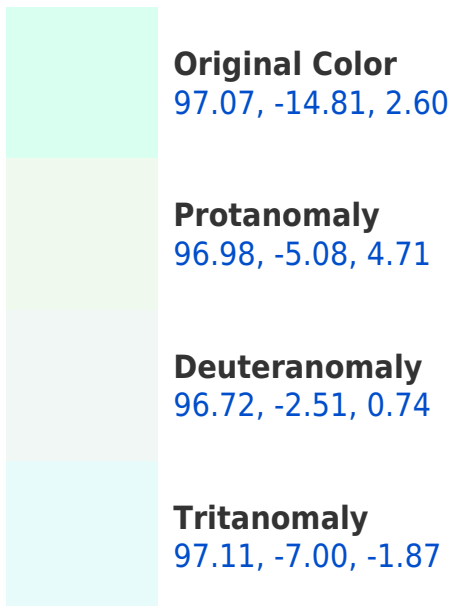 Original Color
97.07, -14.81, 2.60
Protanomaly
96.98, -5.08, 4.71
Deuteranomaly
96.72, -2.51, 0.74
Tritanomaly
97.11, -7.00, -1.87